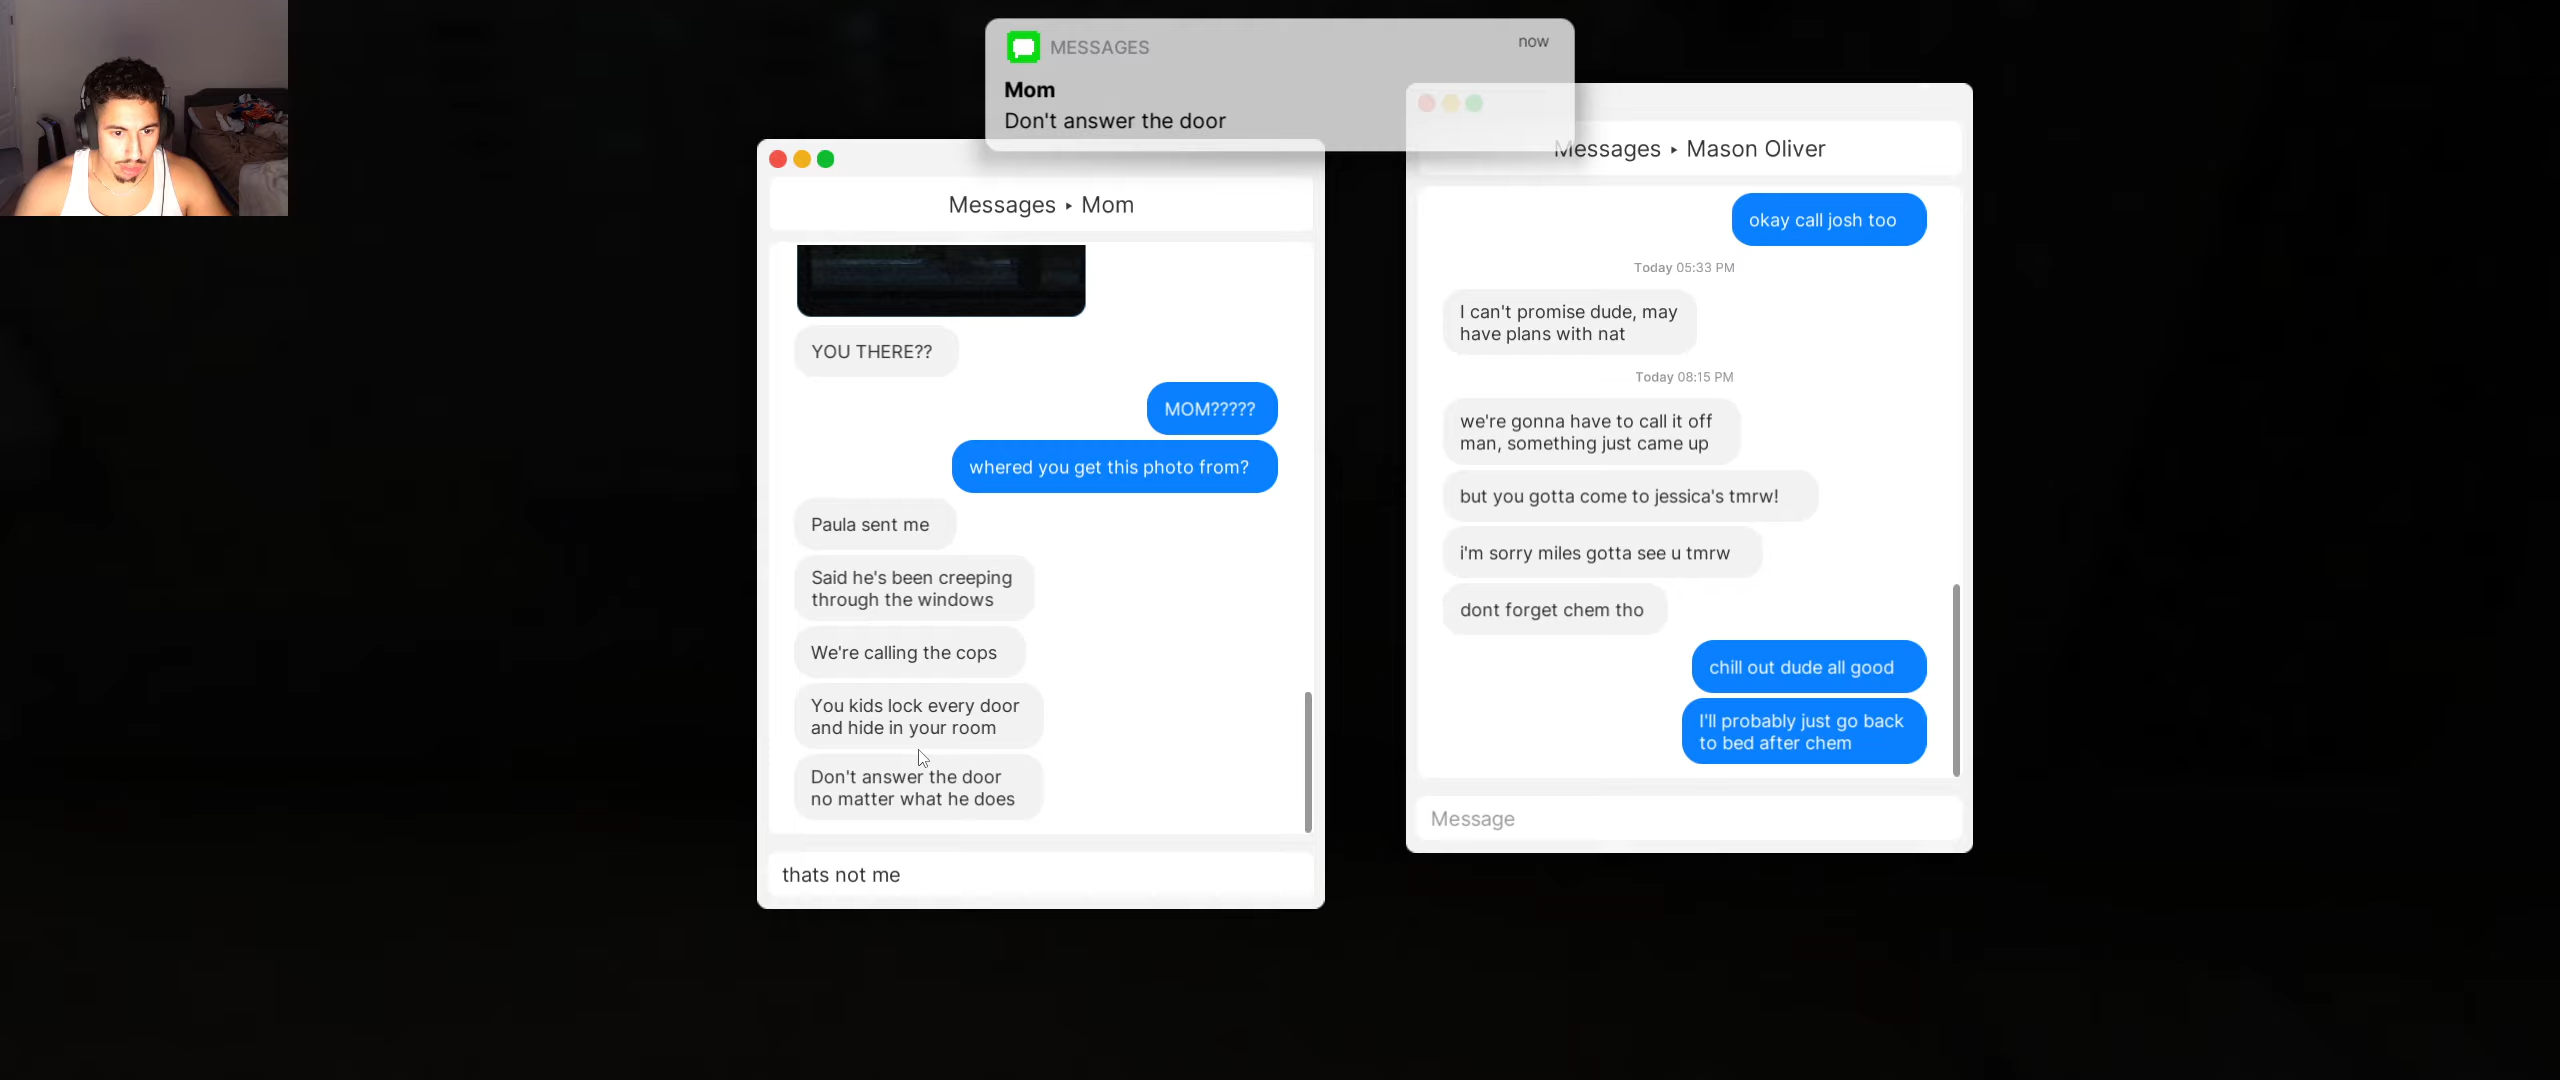 MESSAGES
now
Mom
Don't answer the door
Messages ‣ Mom
YOU THERE??
MOM?????
whered you get this photo from?
Paula sent me
Said he's been creeping
through the windows
We're calling the cops
You kids lock every door
and hide in your room
Don't answer the door
no matter what he does
thats not me
Messages ‣ Mason Oliver
okay call josh too
Today 05:33 PM
I can't promise dude, may
have plans with nat
Today 08:15 PM
we're gonna have to call it off
man, something just came up
but you gotta come to jessica's tmrw!
i'm sorry miles gotta see u tmrw
dont forget chem tho
chill out dude all good
I'll probably just go back
to bed after chem
Message